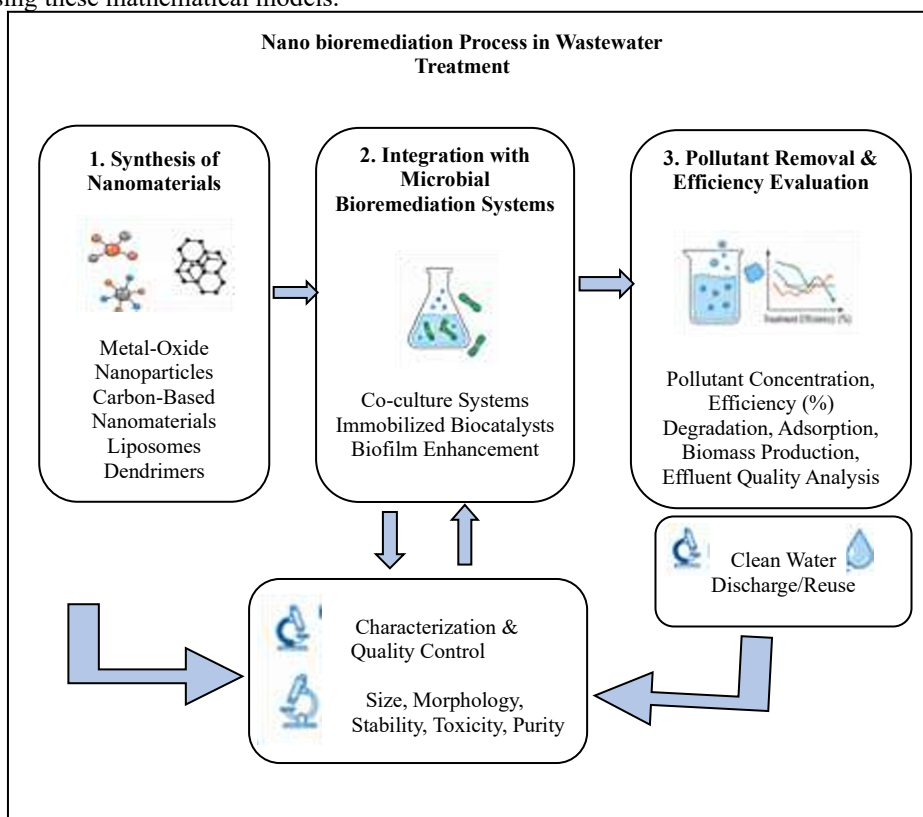 Nano bioremediation Process in Wastewater
Treatment
1. Synthesis of
Nanomaterials
Metal-Oxide
Nanoparticles
Carbon-Based
Nanomaterials
Liposomes
Dendrimers
2. Integration with
Microbial
Bioremediation Systems
Co-culture Systems
Immobilized Biocatalysts
Biofilm Enhancement
3. Pollutant Removal &
Efficiency Evaluation
Treatment Efficiency (%)
Pollutant Concentration,
Efficiency (%)
Degradation, Adsorption,
Biomass Production,
Effluent Quality Analysis
Clean Water
Discharge/Reuse
Characterization &
Quality Control
Size, Morphology,
Stability, Toxicity, Purity